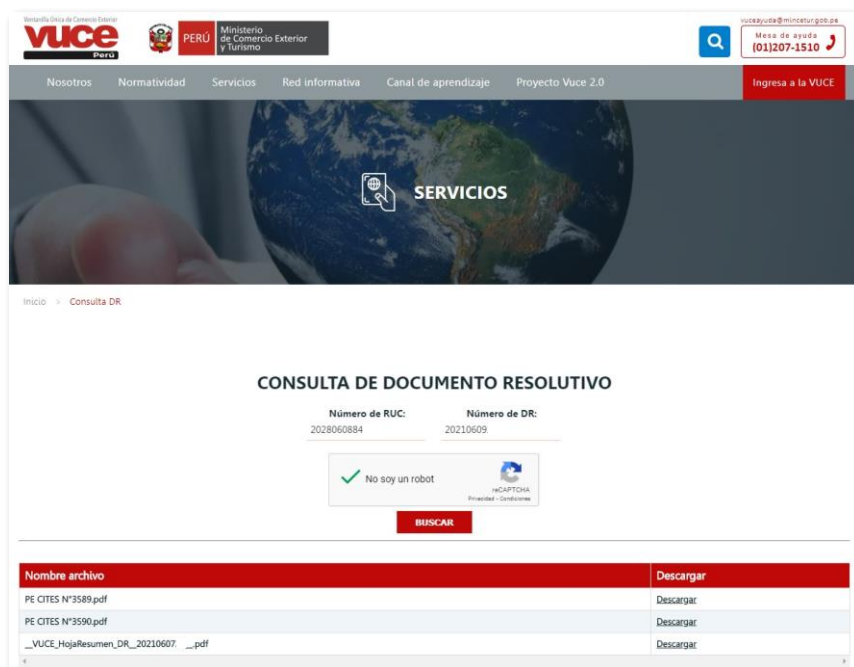 Ventanilla Única de Comercio Exterior
vuce
Perú
PERÚ
Ministerio
de Comercio Exterior
y Turismo
vuceayuda@mincetur.gob.pe
Mesa de ayuda
(01)207-1510
Nosotros Normatividad Servicios Red informativa Canal de aprendizaje Proyecto Vuce 2.0 Ingresa a la VUCE
SERVICIOS
Inicio > Consulta DR
CONSULTA DE DOCUMENTO RESOLUTIVO
Número de RUC: Número de DR:
2028060884 20210609
No soy un robot
reCAPTCHA
Privacidad - Condiciones
BUSCAR
Nombre archivo Descargar
PE CITES N°3589.pdf Descargar
PE CITES N°3590.pdf Descargar
__VUCE_HojaResumen_DR__20210607. __.pdf Descargar